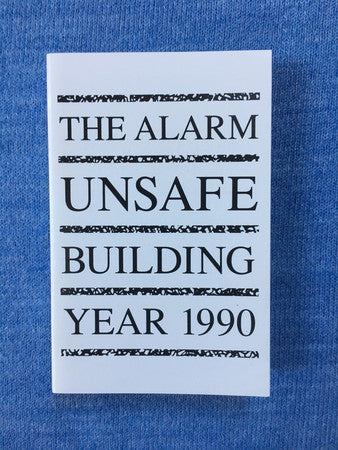 THE ALARM
UNSAFE
BUILDING
YEAR 1990